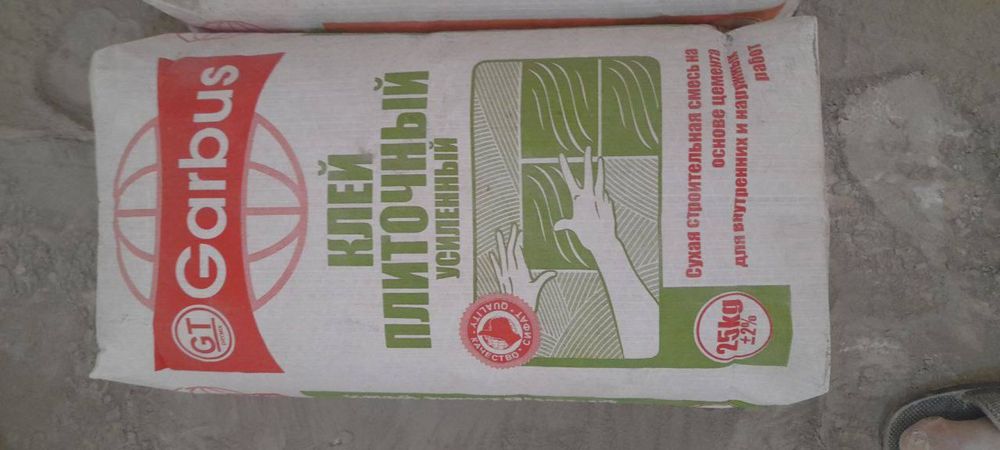 GT
Garbus
КЛЕЙ
ПЛИТОЧНЫЙ
УСИЛЕННЫЙ
QUALITY • СИФАТ • КАЧЕСТВО •
Сухая строительная смесь на
основе цемента
для внутренних и наружных
работ
25kg
±2%